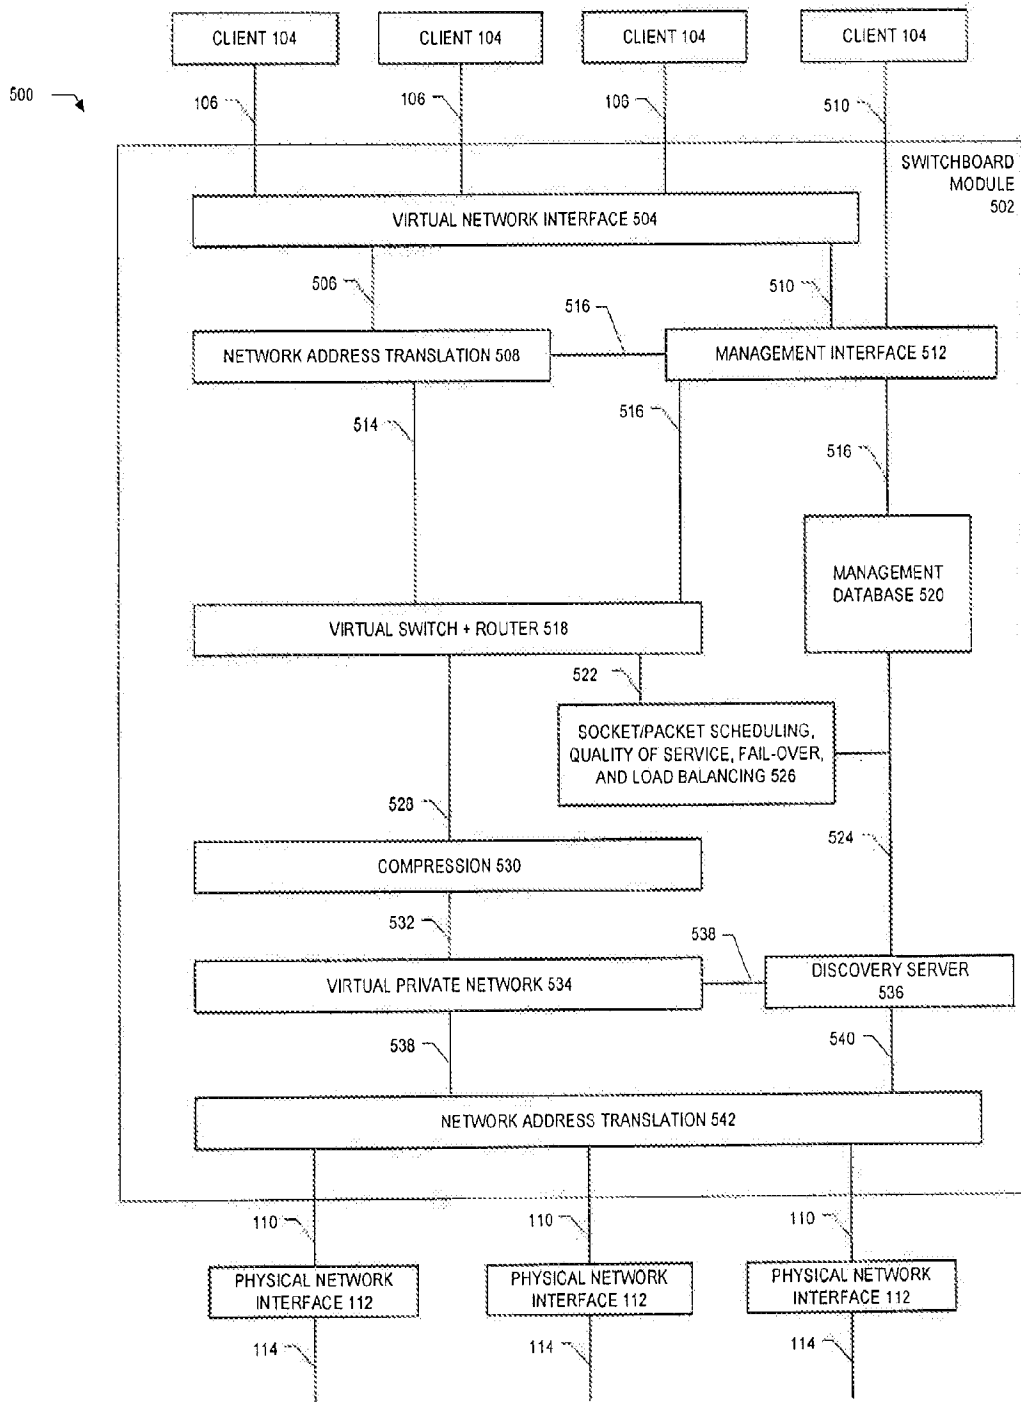 CLIENT 104
CLIENT 104
CLIENT 104
CLIENT 104
500
106
106
106
510
SWITCHBOARD
MODULE
502
VIRTUAL NETWORK INTERFACE 504
506
510
516
NETWORK ADDRESS TRANSLATION 508
MANAGEMENT INTERFACE 512
514
516
516
MANAGEMENT
DATABASE 520
VIRTUAL SWITCH + ROUTER 518
522
SOCKET/PACKET SCHEDULING,
QUALITY OF SERVICE, FAIL-OVER,
AND LOAD BALANCING 526
528
524
COMPRESSION 530
532
538
VIRTUAL PRIVATE NETWORK 534
DISCOVERY SERVER
536
538
540
NETWORK ADDRESS TRANSLATION 542
110
110
110
PHYSICAL NETWORK
INTERFACE 112
PHYSICAL NETWORK
INTERFACE 112
PHYSICAL NETWORK
INTERFACE 112
114
114
114